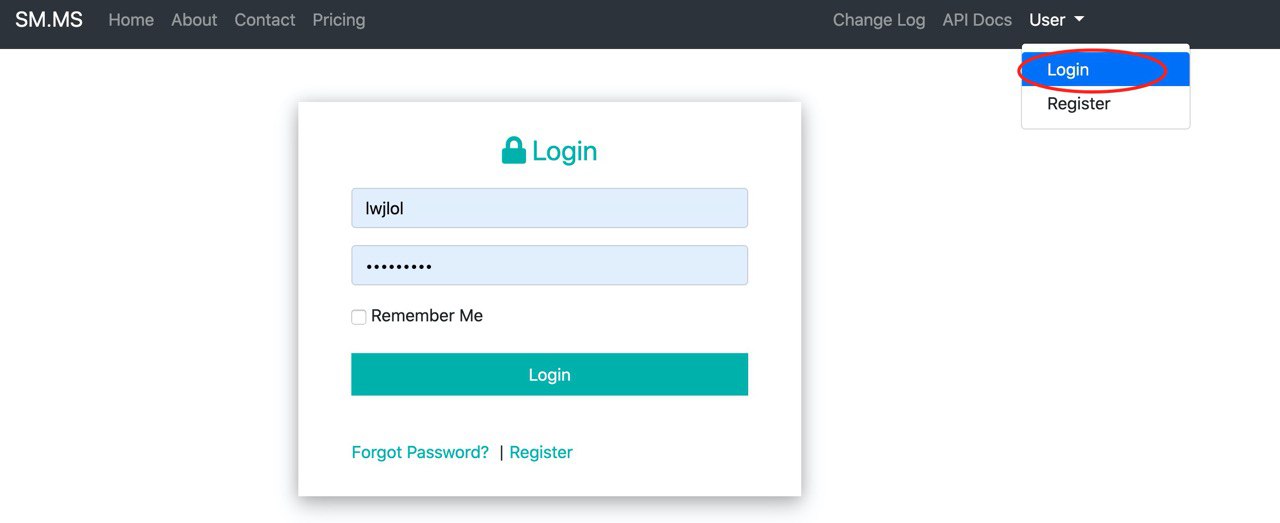 SM.MS Home About Contact Pricing Change Log API Docs User
Login
Register
Login
lwjlol
•••••••••
Remember Me
Login
Forgot Password? | Register